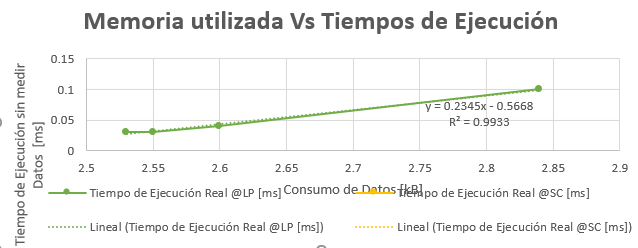 Memoria utilizada Vs Tiempos de Ejecución
Tiempo de Ejecución sin medir
Datos [ms]
0.15
0.1
0.05
0
y = 0.2345x - 0.5668
R² = 0.9933
2.5 2.55 2.6 2.65 2.7 2.75 2.8 2.85 2.9
Consumo de Datos [kB]
Tiempo de Ejecución Real @LP [ms]
Tiempo de Ejecución Real @SC [ms]
Lineal (Tiempo de Ejecución Real @LP [ms])
Lineal (Tiempo de Ejecución Real @SC [ms])